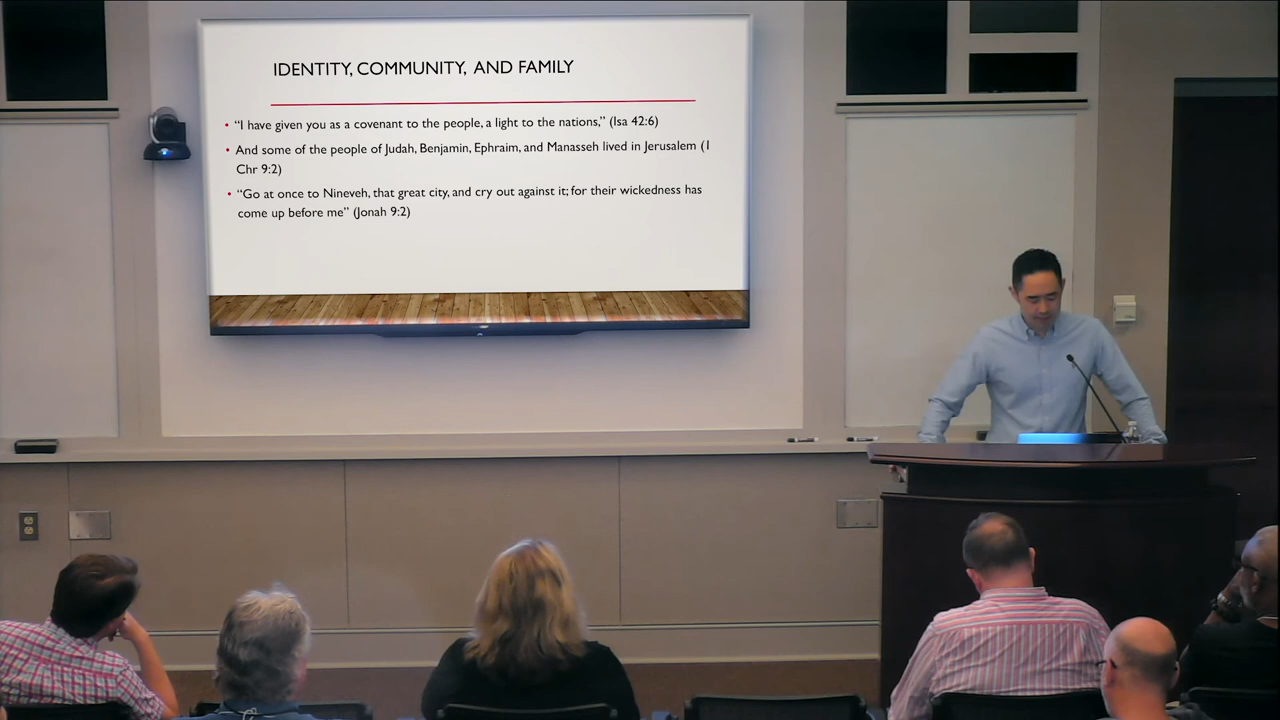 IDENTITY, COMMUNITY, AND FAMILY
• “I have given you as a covenant to the people, a light to the nations,” (Isa 42:6)
• And some of the people of Judah, Benjamin, Ephraim, and Manasseh lived in Jerusalem (1
Chr 9:2)
• “Go at once to Nineveh, that great city, and cry out against it; for their wickedness has
come up before me” (Jonah 9:2)